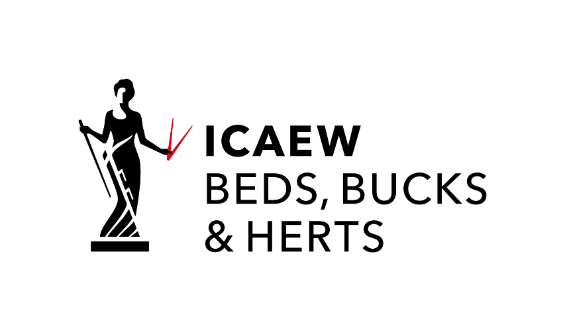 ICAEW
BEDS, BUCKS
& HERTS